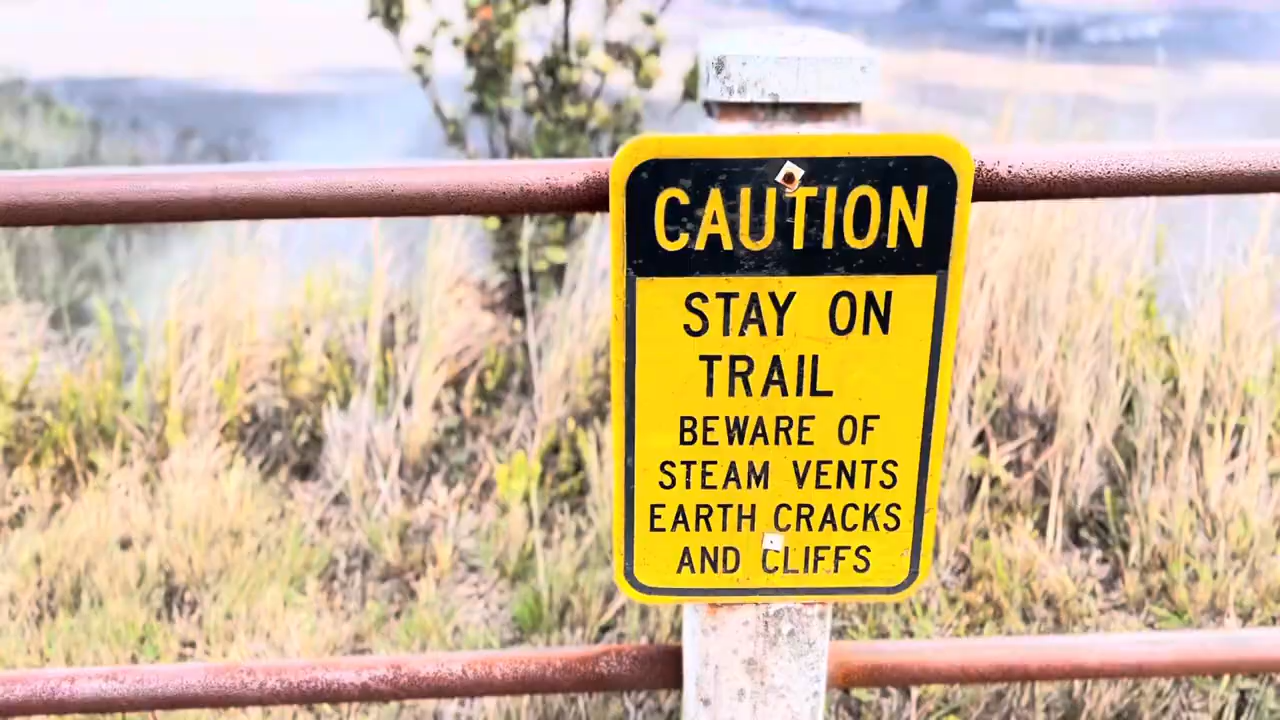 CAUTION
STAY ON
TRAIL
BEWARE OF
STEAM VENTS
EARTH CRACKS
AND CLIFFS